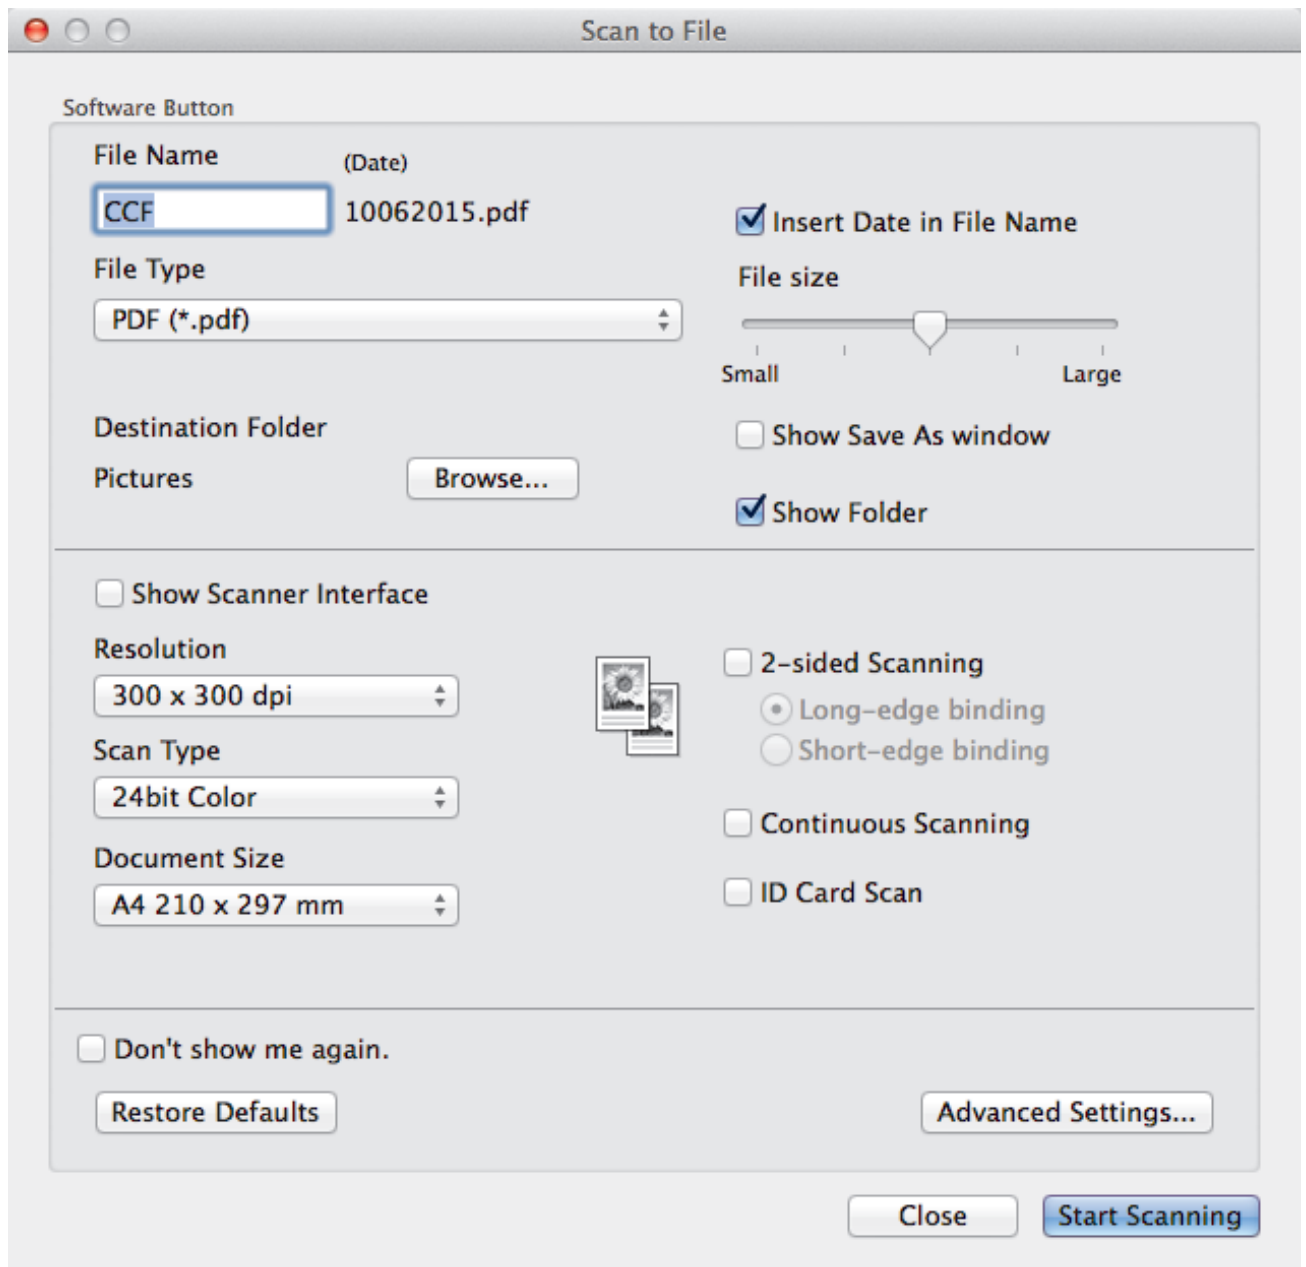 Scan to File
Software Button
File Name (Date)
CCF 10062015.pdf
Insert Date in File Name
File Type
File size
PDF (*.pdf)
Small Large
Destination Folder
Show Save As window
Pictures Browse...
Show Folder
Show Scanner Interface
Resolution
2-sided Scanning
300 x 300 dpi
Long-edge binding
Scan Type
Short-edge binding
24bit Color
Continuous Scanning
Document Size
ID Card Scan
A4 210 x 297 mm
Don't show me again.
Restore Defaults Advanced Settings...
Close Start Scanning